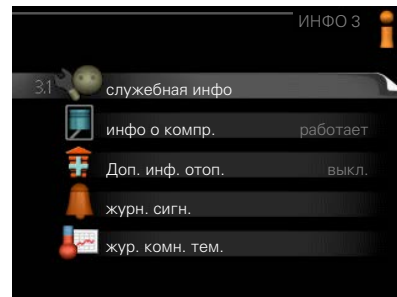 ИНФО 3
3.1 служебная инфо
инфо о компр. работает
Доп. инф. отоп. выкл.
журн. сигн.
жур. комн. тем.